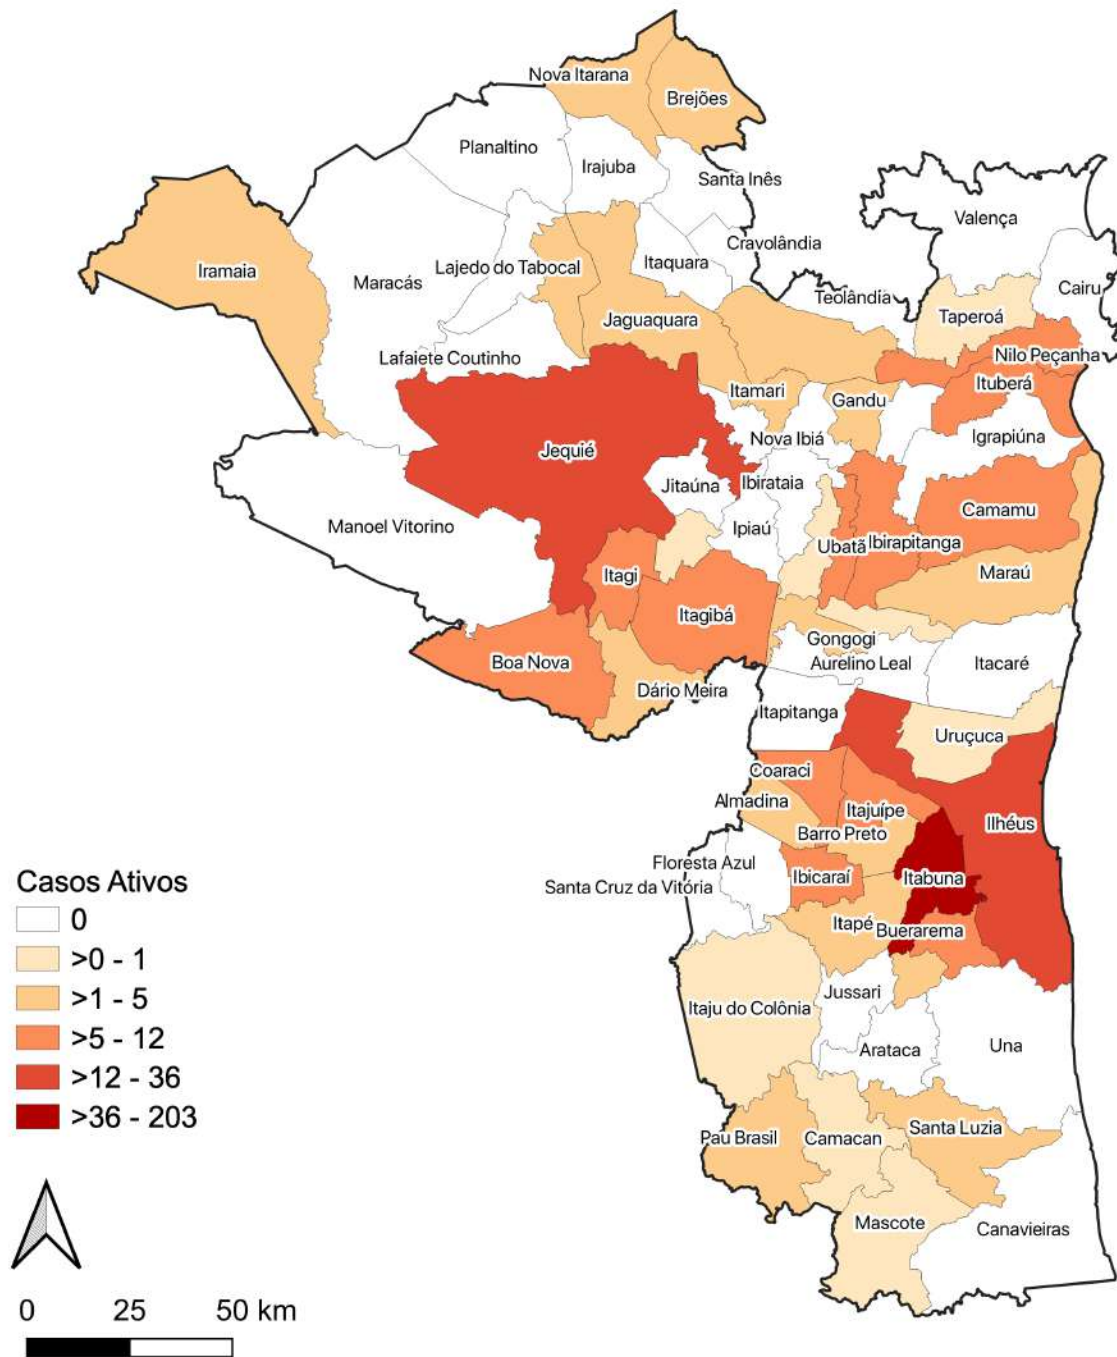 Nova Itarana
Brejões
Planaltino
Irajuba
Santa Inês
Valença
Cravolândia
Iramaia
Lajedo do Tabocal
Itaquara
Maracás
Teolândia
Cairu
Taperoá
Jaguaquara
Lafaiete Coutinho
Nilo Peçanha
Ituberá
Itamari
Gandu
Nova Ibiá
Igrapiúna
Jequié
Jitaúna
Ibirataia
Camamu
Manoel Vitorino
Ipiaú
Ubatã
Ibirapitanga
Maraú
Itagi
Itagibá
Gongogi
Boa Nova
Aurelino Leal
Itacaré
Dário Meira
Itapitanga
Uruçuca
Coaraci
Almadina
Itajuípe
Ilhéus
Barro Preto
Floresta Azul
Ibicaraí
Itabuna
Santa Cruz da Vitória
Itapé
Buerarema
Jussari
Itaju do Colônia
Arataca
Una
Pau Brasil
Camacan
Santa Luzia
Mascote
Canavieiras
Casos Ativos
0
>0 - 1
>1 - 5
>5 - 12
>12 - 36
>36 - 203
0 25 50 km